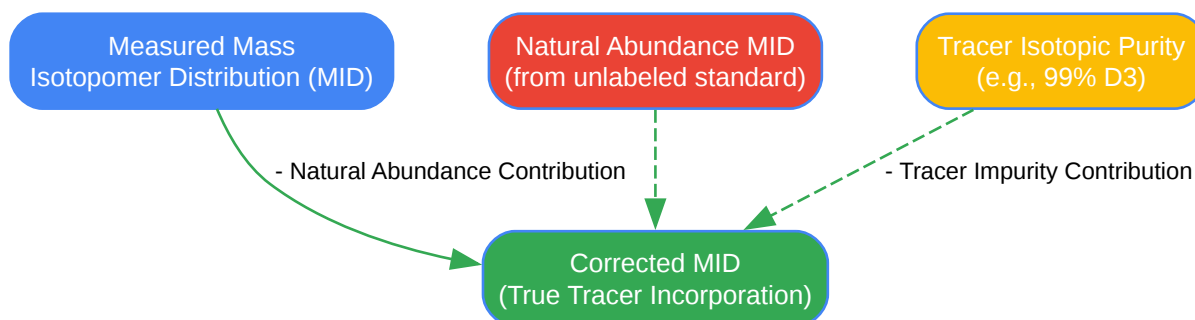 Measured Mass
Isotopomer Distribution (MID)
Natural Abundance MID
(from unlabeled standard)
Tracer Isotopic Purity
(e.g., 99% D3)
- Natural Abundance Contribution
- Tracer Impurity Contribution
Corrected MID
(True Tracer Incorporation)